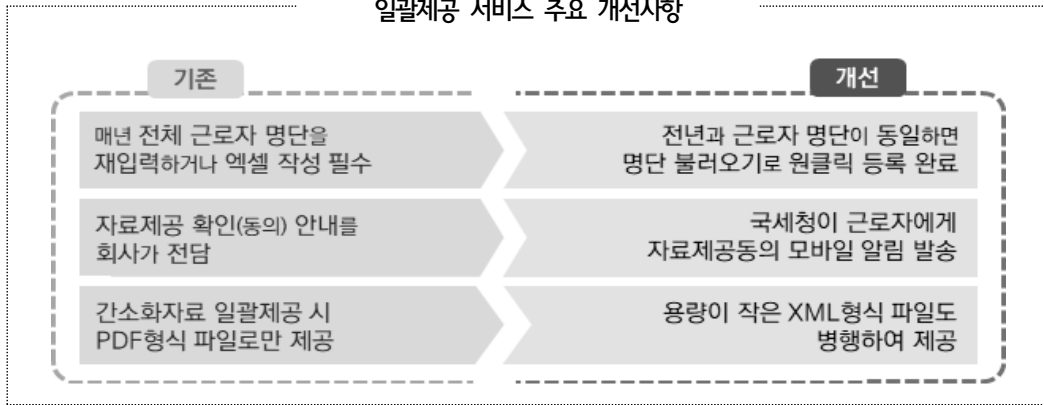 일괄제공 서비스 주요 개선사항
기존
개선
매년 전체 근로자 명단을
재입력하거나 엑셀 작성 필수
전년과 근로자 명단이 동일하면
명단 불러오기로 원클릭 등록 완료
자료제공 확인(동의) 안내를
회사가 전담
국세청이 근로자에게
자료제공동의 모바일 알림 발송
간소화자료 일괄제공 시
PDF형식 파일로만 제공
용량이 작은 XML형식 파일도
병행하여 제공